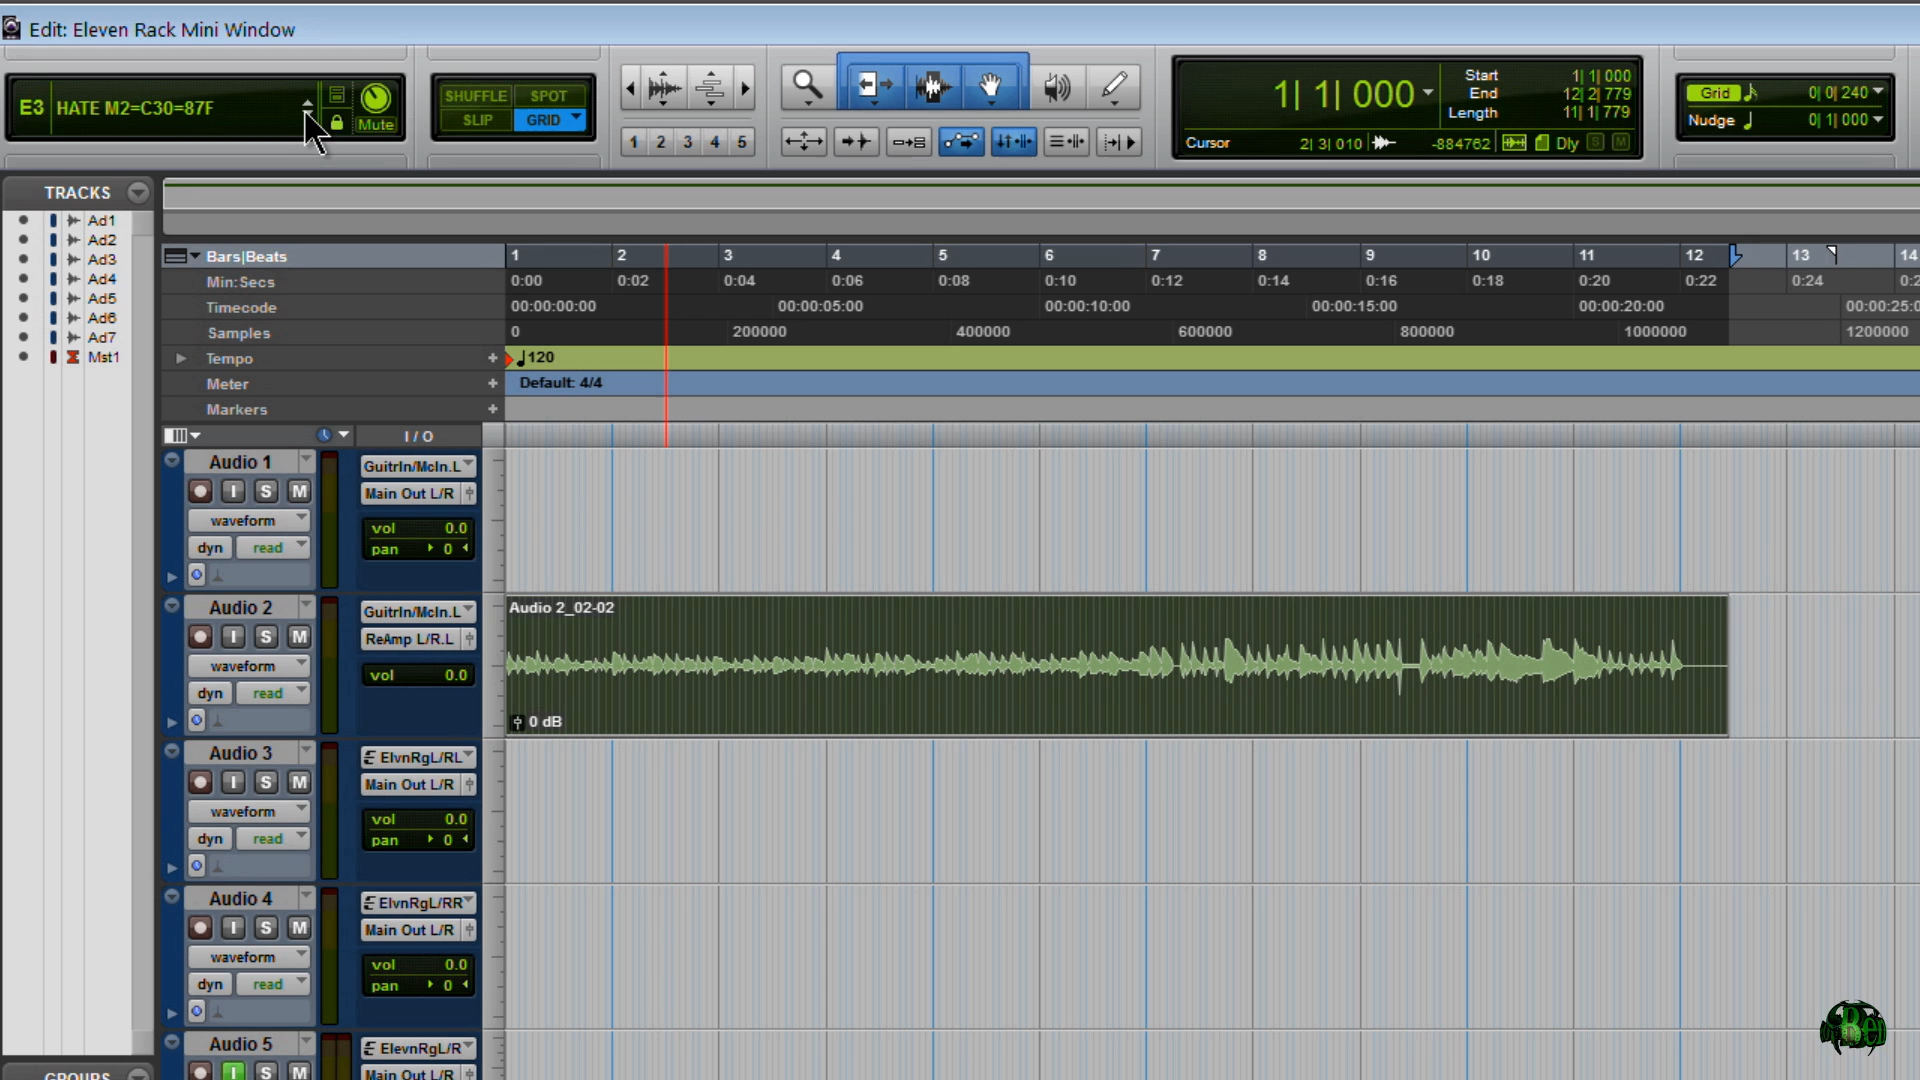 Edit: Eleven Rack Mini Window
E3 HATE M2=C30=87F
Mute
SHUFFLE SPOT
SLIP GRID
1 2 3 4 5
1| 1| 000
Start 1| 1| 000
End 12| 2| 779
Length 11| 1| 779
Cursor 2| 3| 010 -884762 Dly S M
Grid 0| 0| 240
Nudge 0| 1| 000
TRACKS
Ad1
Ad2
Ad3
Ad4
Ad5
Ad6
Ad7
Mst1
GROUPS
Bars|Beats 1 2 3 4 5 6 7 8 9 10 11 12 13 14
Min:Secs 0:00 0:02 0:04 0:06 0:08 0:10 0:12 0:14 0:16 0:18 0:20 0:22 0:24
Timecode 00:00:00:00 00:00:05:00 00:00:10:00 00:00:15:00 00:00:20:00
Samples 0 200000 400000 600000 800000 1000000 1200000
Tempo + 120
Meter + Default: 4/4
Markers +
I / O
Audio 1 GuitrIn/McIn.L
I S M Main Out L/R
waveform vol 0.0
dyn read pan 0
Audio 2 GuitrIn/McIn.L Audio 2_02-02
I S M ReAmp L/R.L
waveform vol 0.0
dyn read
0 dB
Audio 3 ElvnRgL/RL
I S M Main Out L/R
waveform vol 0.0
dyn read pan 0
Audio 4 ElvnRgL/RR
I S M Main Out L/R
waveform vol 0.0
dyn read pan 0
Audio 5 ElevnRgL/R
I S M Main Out L/R